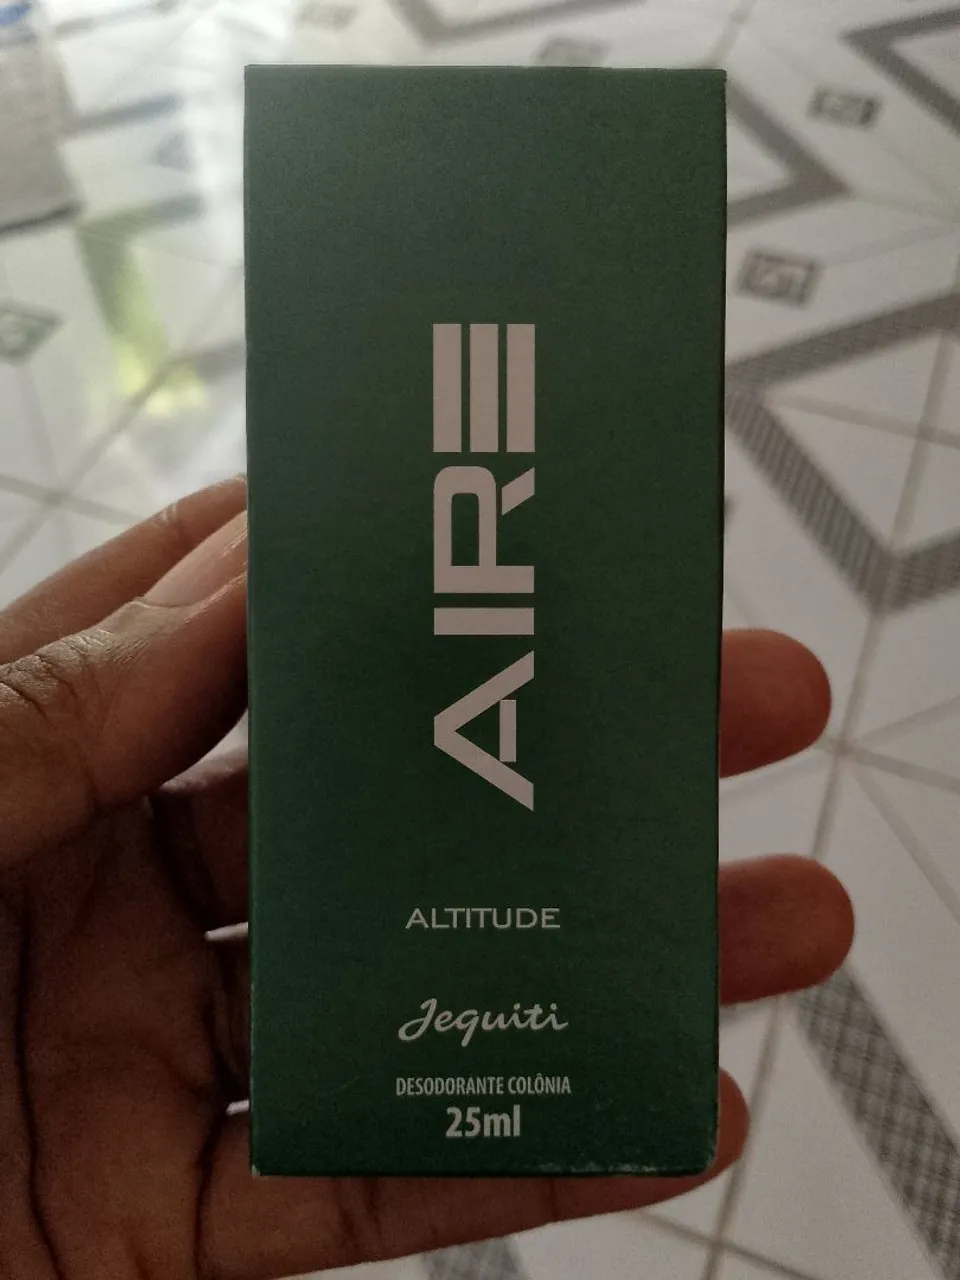 AIRE
ALTITUDE
Jequiti
DESODORANTE COLÔNIA
25ml